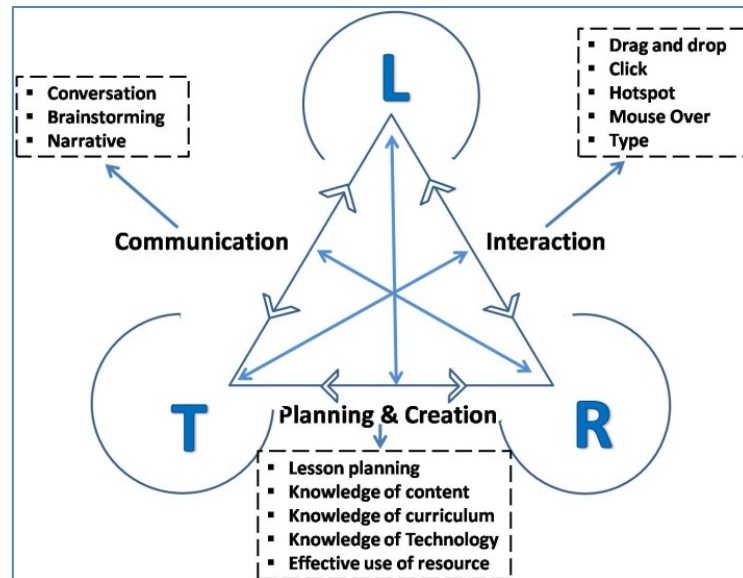 L
Conversation
Brainstorming
Narrative
Drag and drop
Click
Hotspot
Mouse Over
Type
Communication
Interaction
T
R
Planning & Creation
Lesson planning
Knowledge of content
Knowledge of curriculum
Knowledge of Technology
Effective use of resource